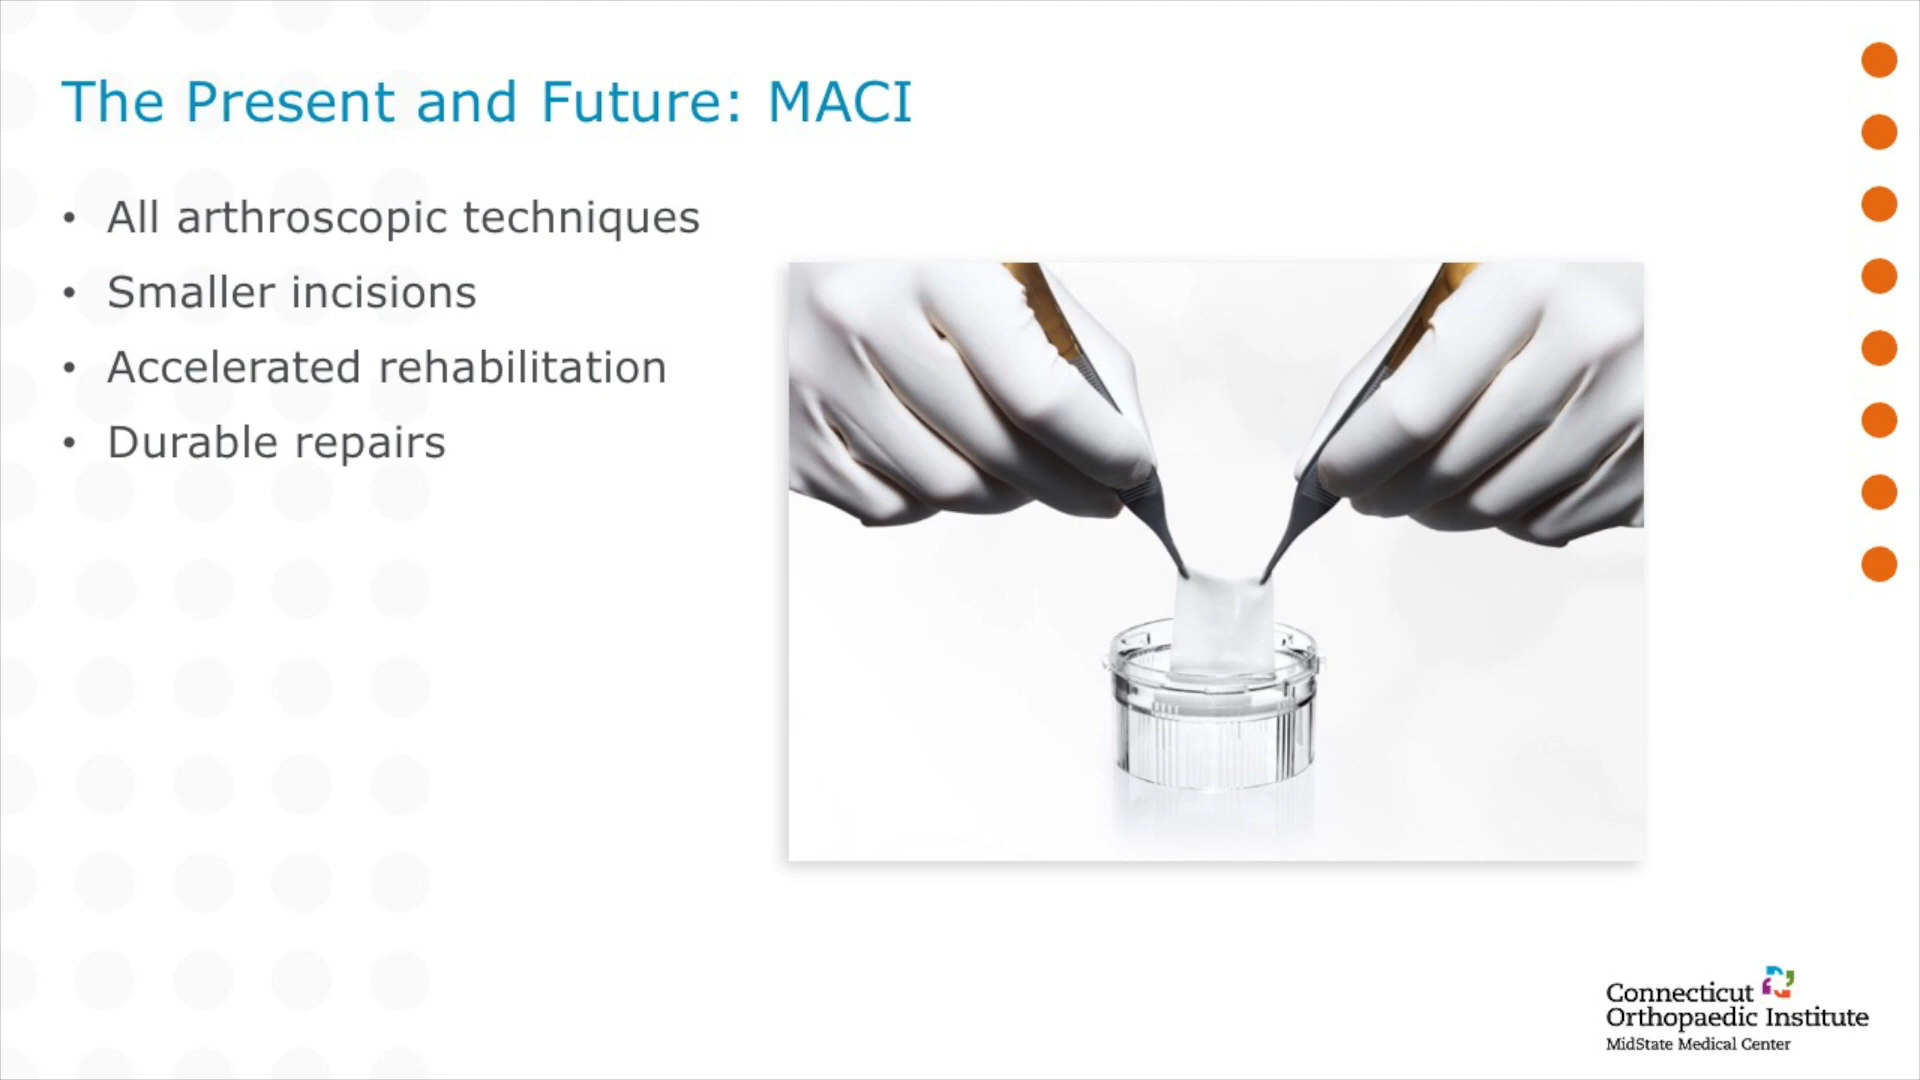 The Present and Future: MACI
• All arthroscopic techniques
• Smaller incisions
• Accelerated rehabilitation
• Durable repairs
Connecticut
Orthopaedic Institute
MidState Medical Center